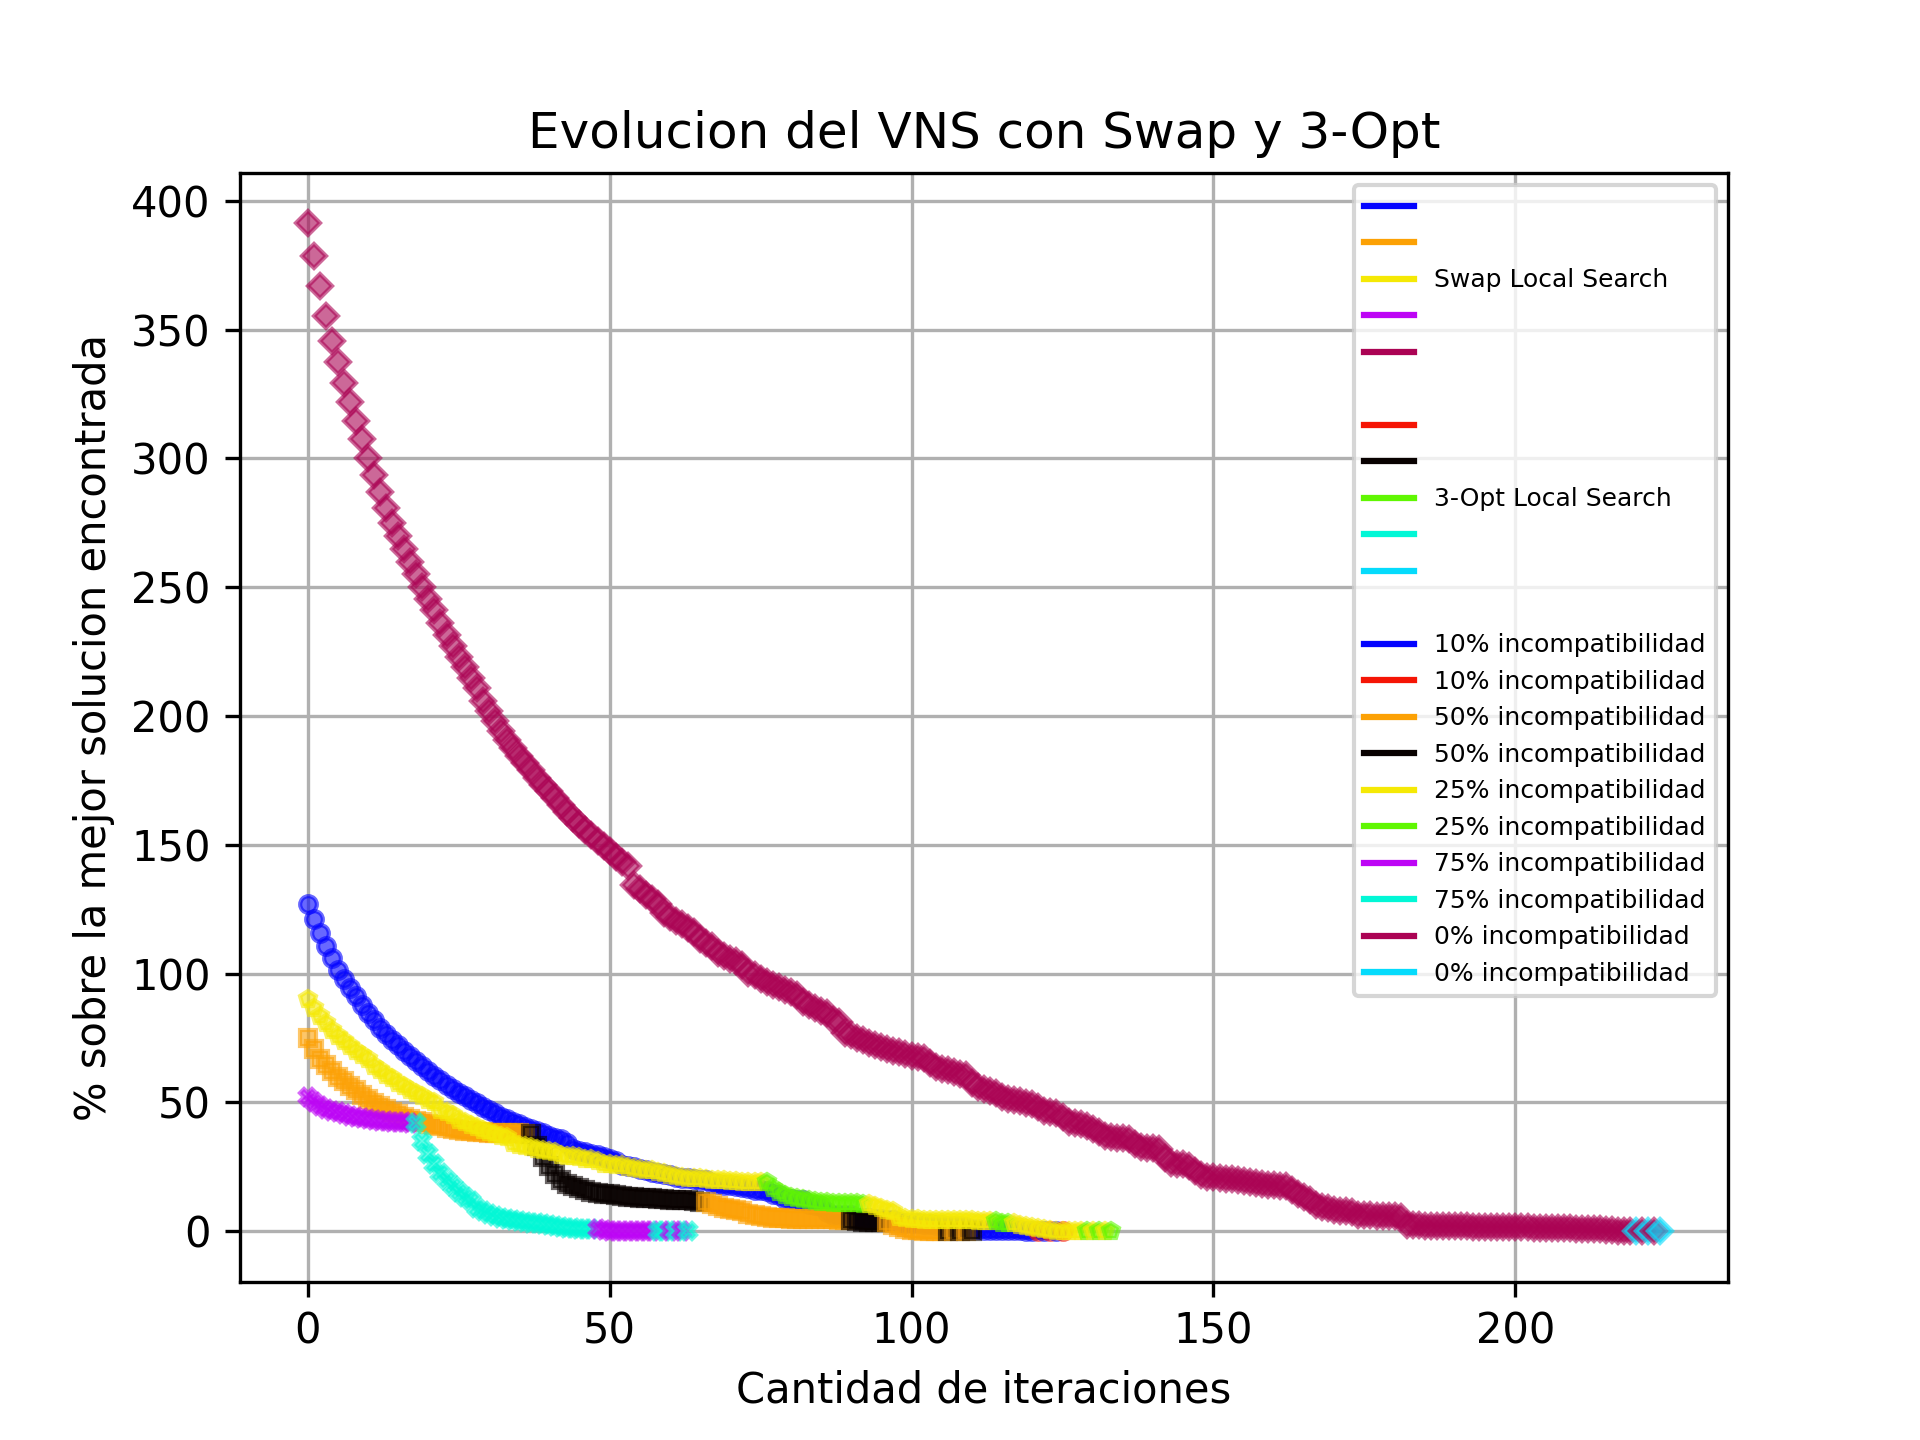 Evolucion del VNS con Swap y 3-Opt
% sobre la mejor solucion encontrada
400
350
300
250
200
150
100
50
0
Swap Local Search
3-Opt Local Search
10% incompatibilidad
10% incompatibilidad
50% incompatibilidad
50% incompatibilidad
25% incompatibilidad
25% incompatibilidad
75% incompatibilidad
75% incompatibilidad
0% incompatibilidad
0% incompatibilidad
0 50 100 150 200
Cantidad de iteraciones